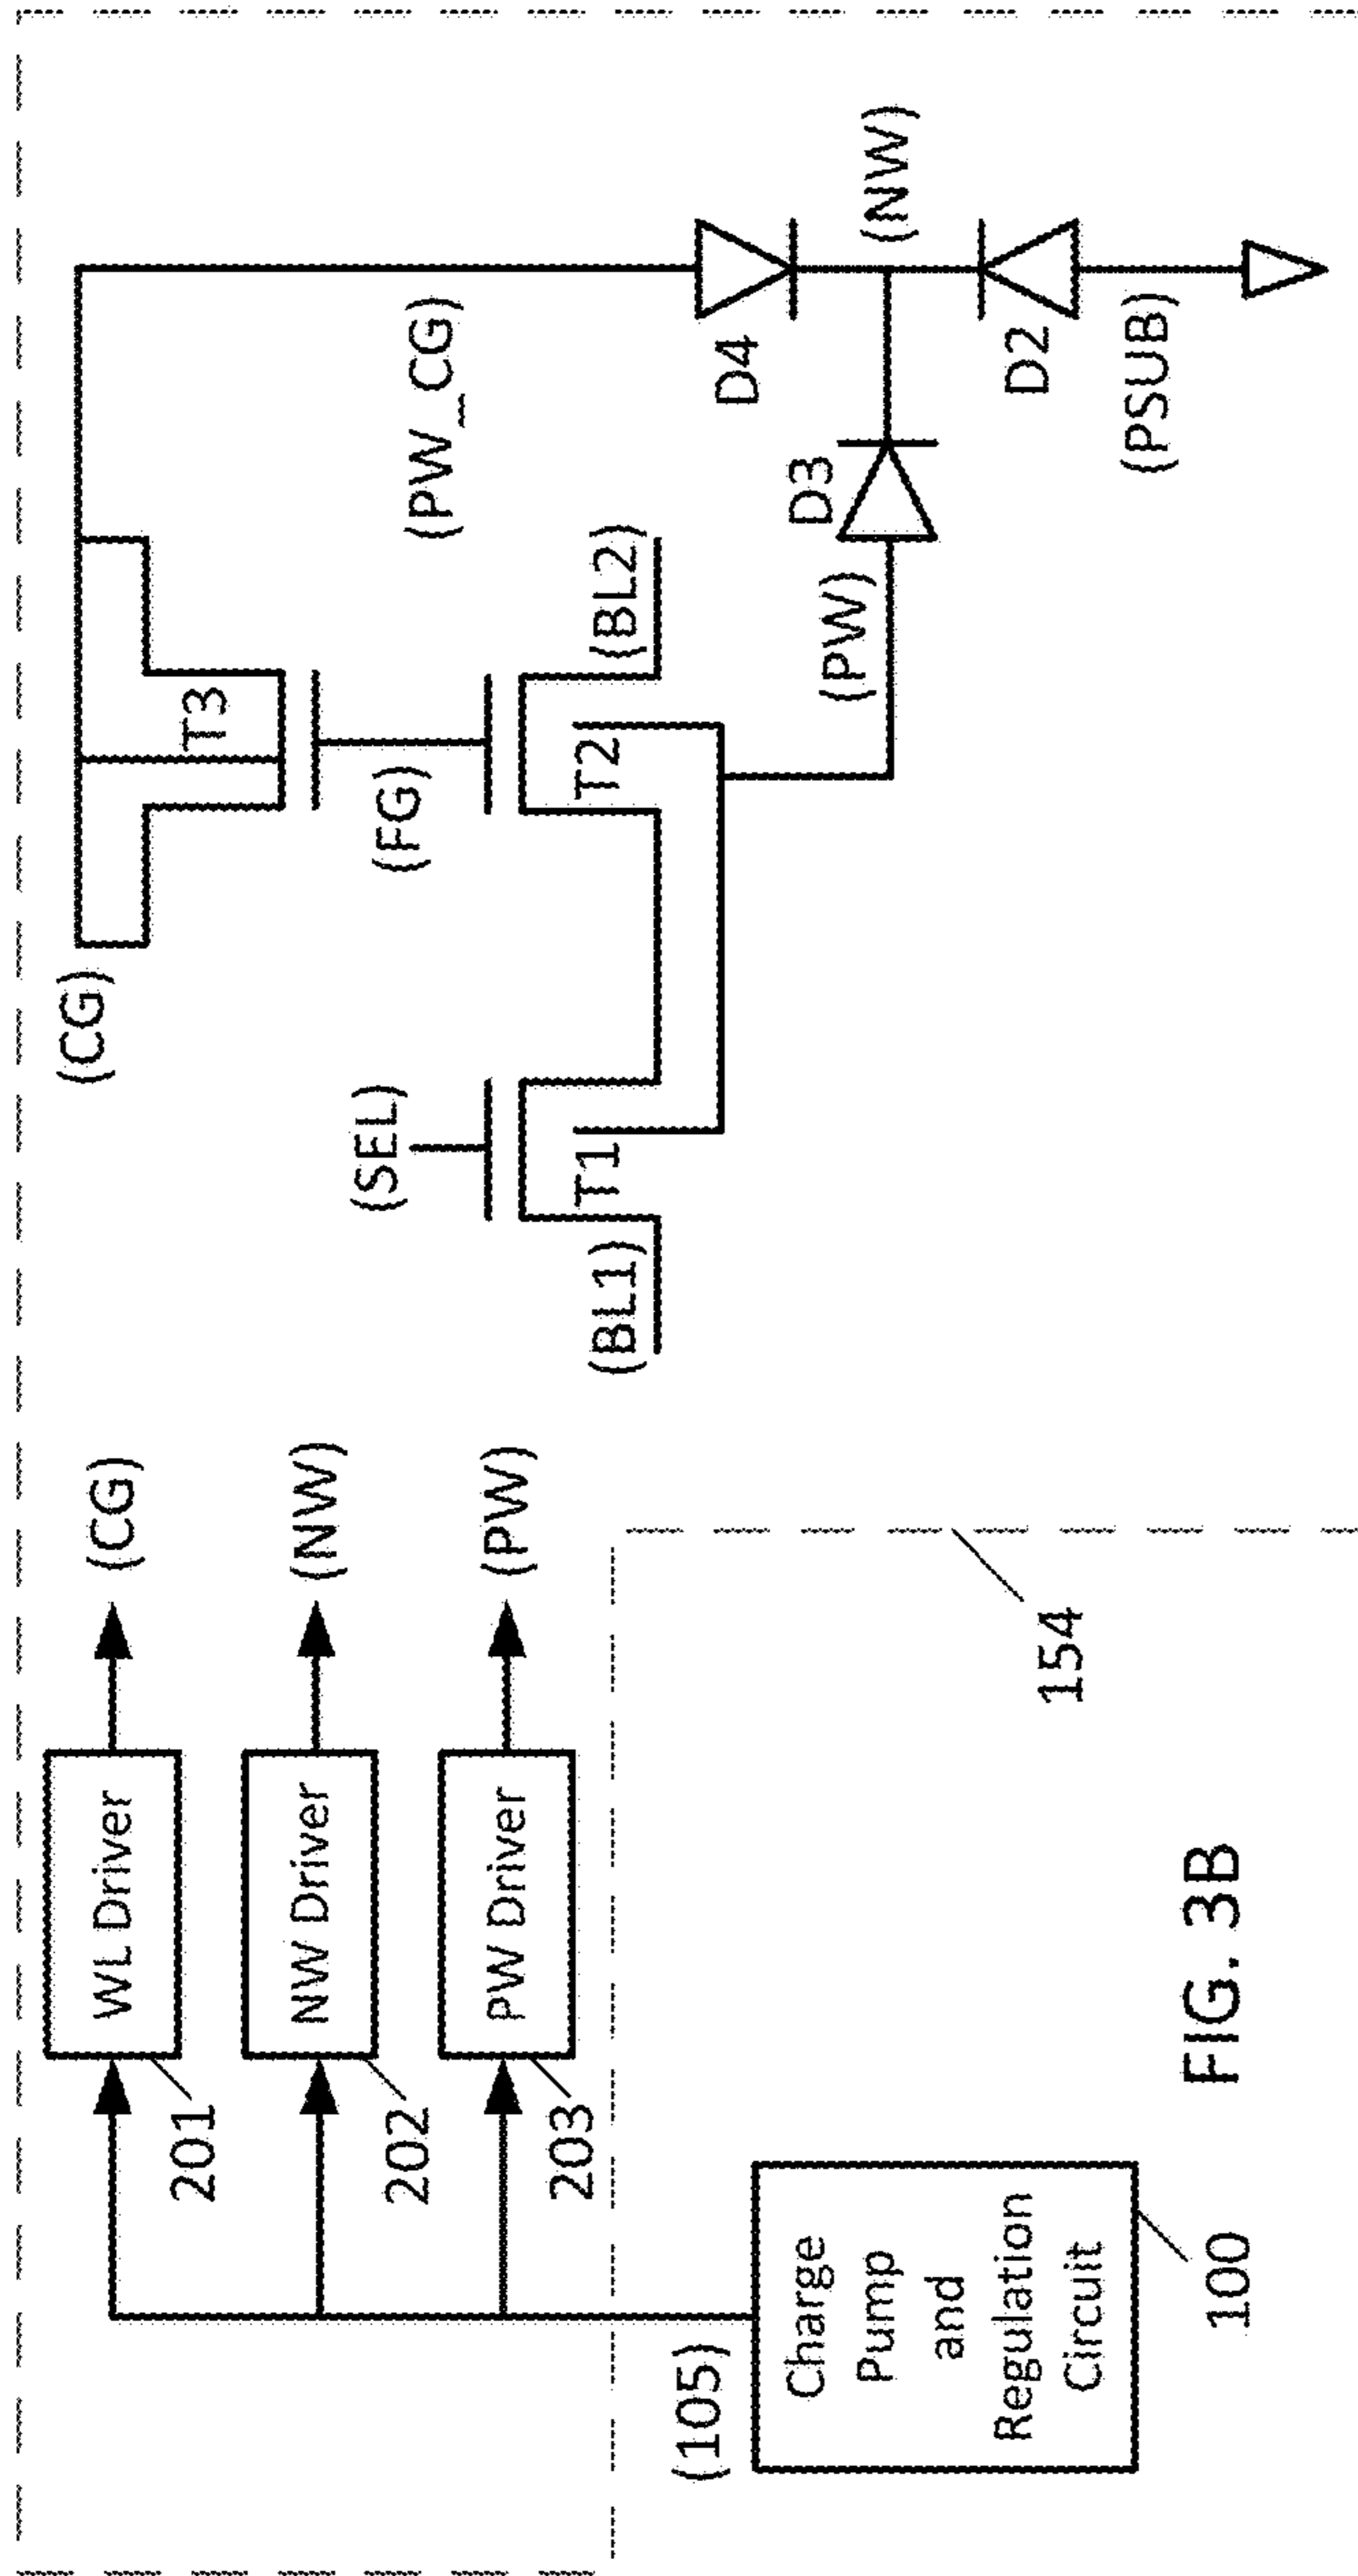 WL Driver
(CG)
201
NW Driver
(NW)
202
PW Driver
(PW)
203
(105)
Charge
Pump
and
Regulation
Circuit
100
154
(CG)
T3
(PW_CG)
(SEL)
(FG)
T1
T2
(BL1)
(BL2)
D4
(PW)
D3
(NW)
D2
(PSUB)
FIG. 3B